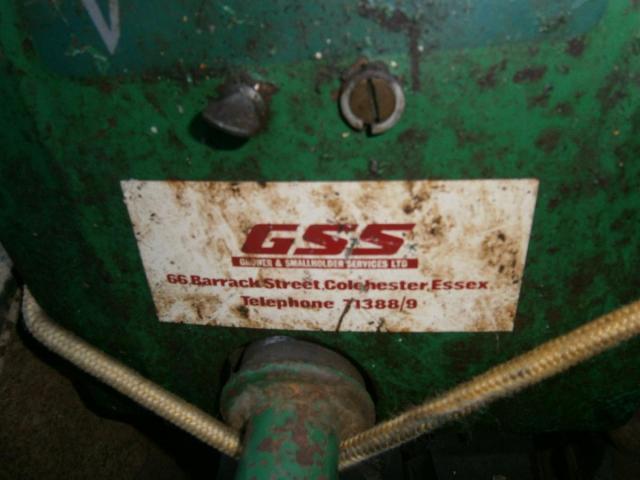 GSS
GROWER & SMALLHOLDER SERVICES LTD
66 Barrack Street, Colchester, Essex.
Telephone 71388/9